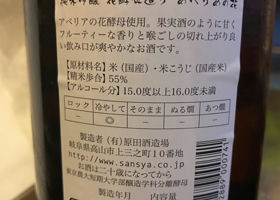 アベリアの花酵母使用。果実酒のように甘く
フルーティーな香りと喉ごしの切れ上がり良
い飲み口が爽やかなお酒です。
【原材料名】米(国産)・米こうじ(国産米)
【精米歩合】55%
【アルコール分】15.0度以上16.0度未満
ロック 冷やして そのまま ぬる燗 あつ燗
製造者 (有)原田酒造場
岐阜県高山市上三之町10番地
http://www.sansya.co.jp
お酒は二十歳になってから
東京農大短期大学部醸造学科分離酵母
製造年月